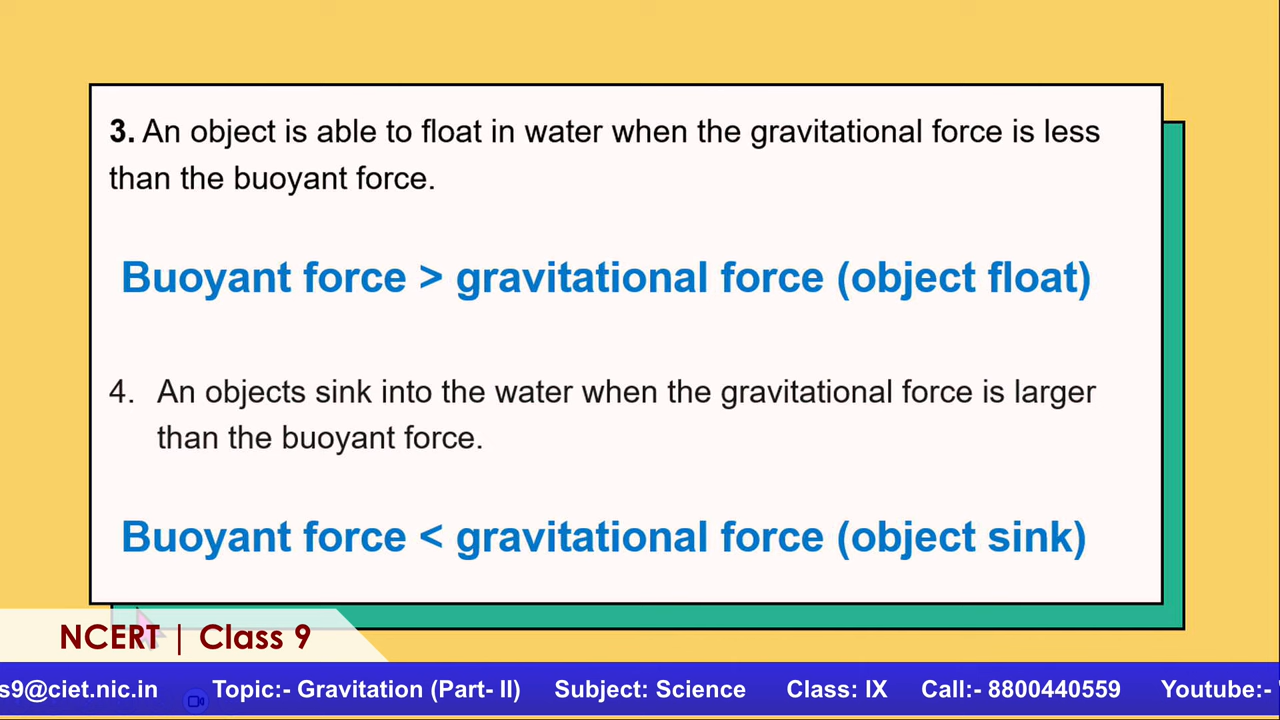 3. An object is able to float in water when the gravitational force is less
than the buoyant force.
Buoyant force > gravitational force (object float)
4. An objects sink into the water when the gravitational force is larger
than the buoyant force.
Buoyant force < gravitational force (object sink)
NCERT | Class 9
s9@ciet.nic.in Topic:- Gravitation (Part- II) Subject: Science Class: IX Call:- 8800440559 Youtube:-